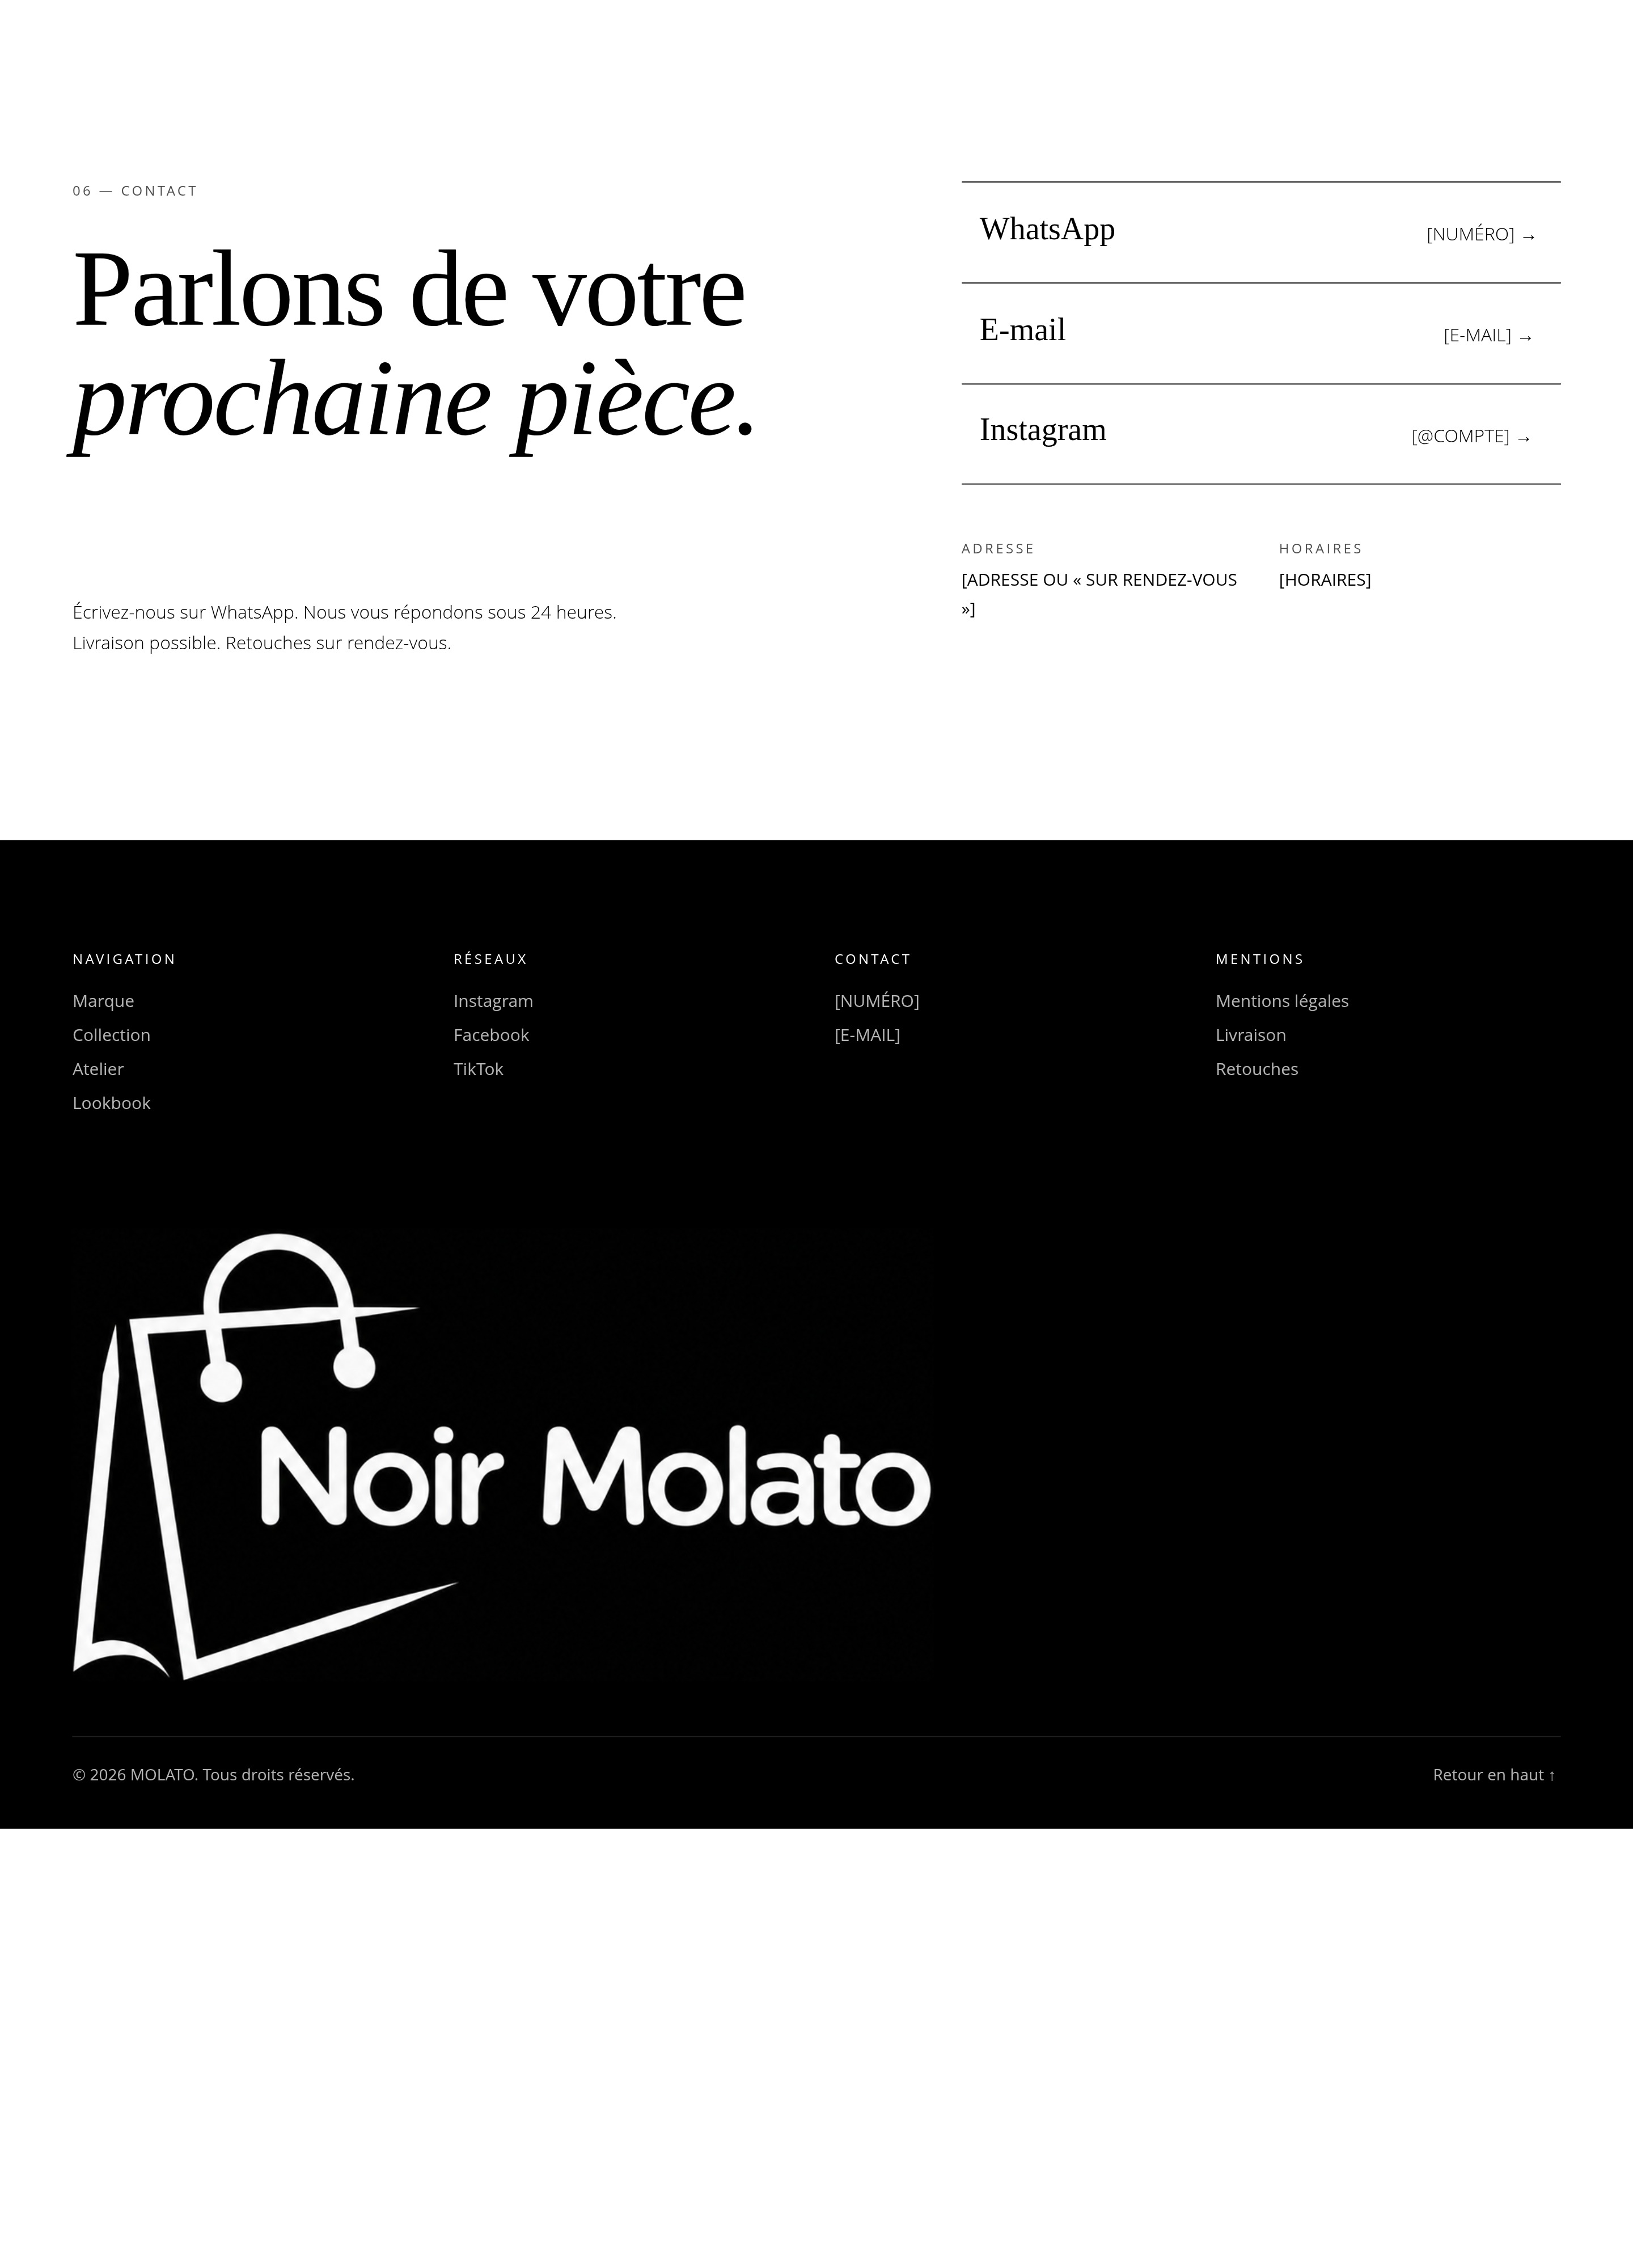 06 — CONTACT
Parlons de votre
prochaine pièce.
Écrivez-nous sur WhatsApp. Nous vous répondons sous 24 heures.
Livraison possible. Retouches sur rendez-vous.
WhatsApp [NUMÉRO] →
E-mail [E-MAIL] →
Instagram [@COMPTE] →
ADRESSE
[ADRESSE OU « SUR RENDEZ-VOUS
»]
HORAIRES
[HORAIRES]
NAVIGATION
Marque
Collection
Atelier
Lookbook
RÉSEAUX
Instagram
Facebook
TikTok
CONTACT
[NUMÉRO]
[E-MAIL]
MENTIONS
Mentions légales
Livraison
Retouches
Noir Molato
© 2026 MOLATO. Tous droits réservés.
Retour en haut ↑